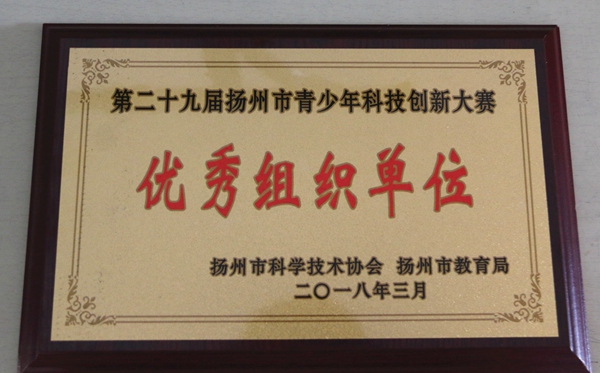 第二十九届扬州市青少年科技创新大赛
优秀组织单位
扬州市科学技术协会 扬州市教育局
二〇一八年三月